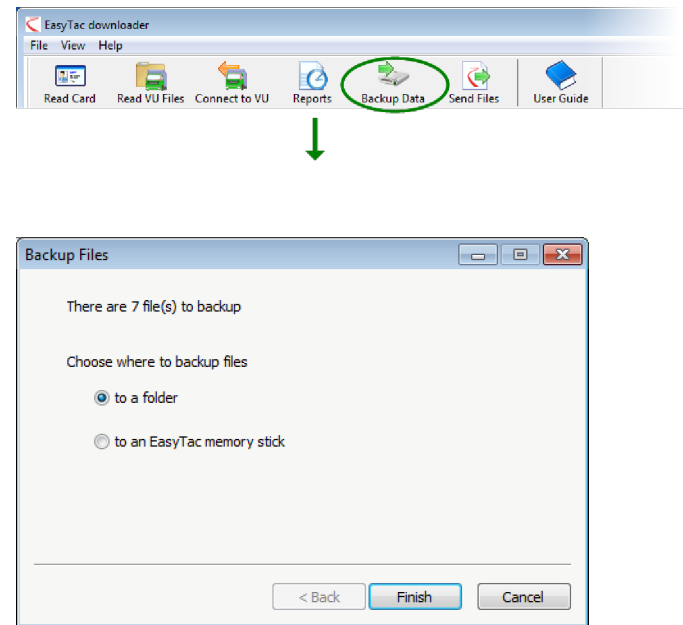 EasyTac downloader
File View Help
Read Card Read VU Files Connect to VU Reports Backup Data Send Files User Guide
Backup Files
There are 7 file(s) to backup
Choose where to backup files
to a folder
to an EasyTac memory stick
< Back Finish Cancel